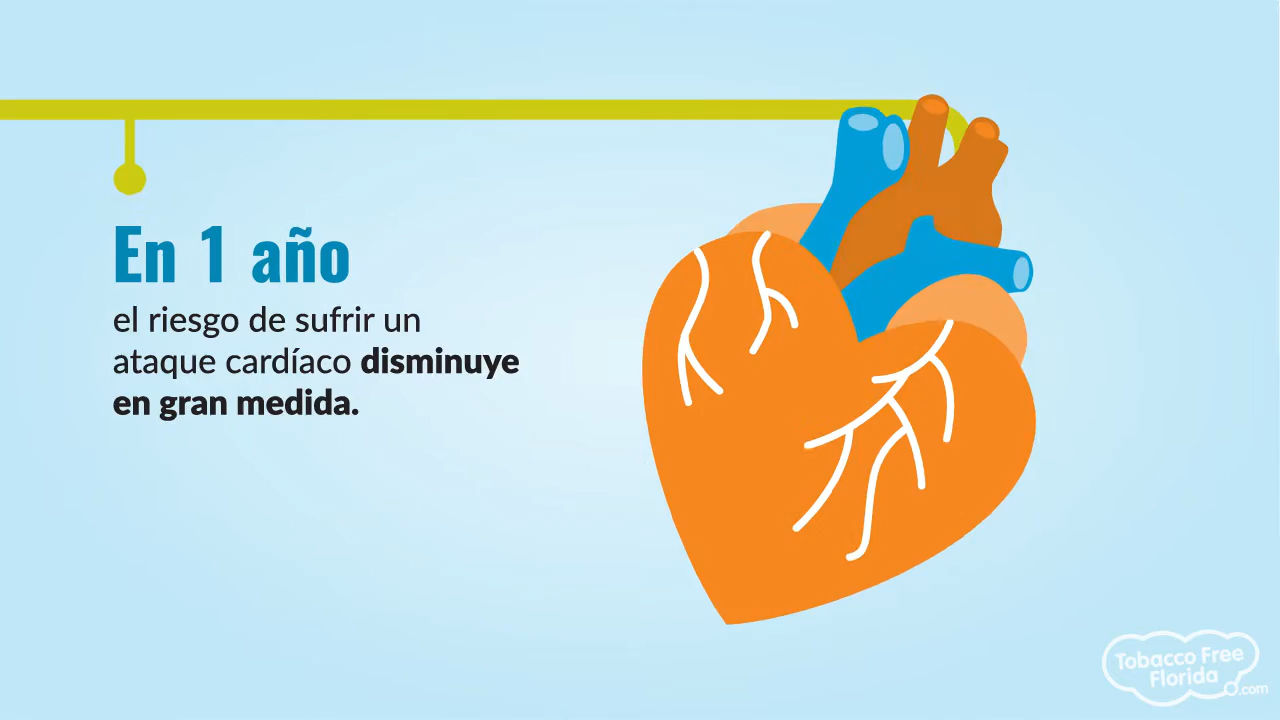 En 1 año
el riesgo de sufrir un
ataque cardíaco disminuye
en gran medida.
Tobacco Free
Florida
.com